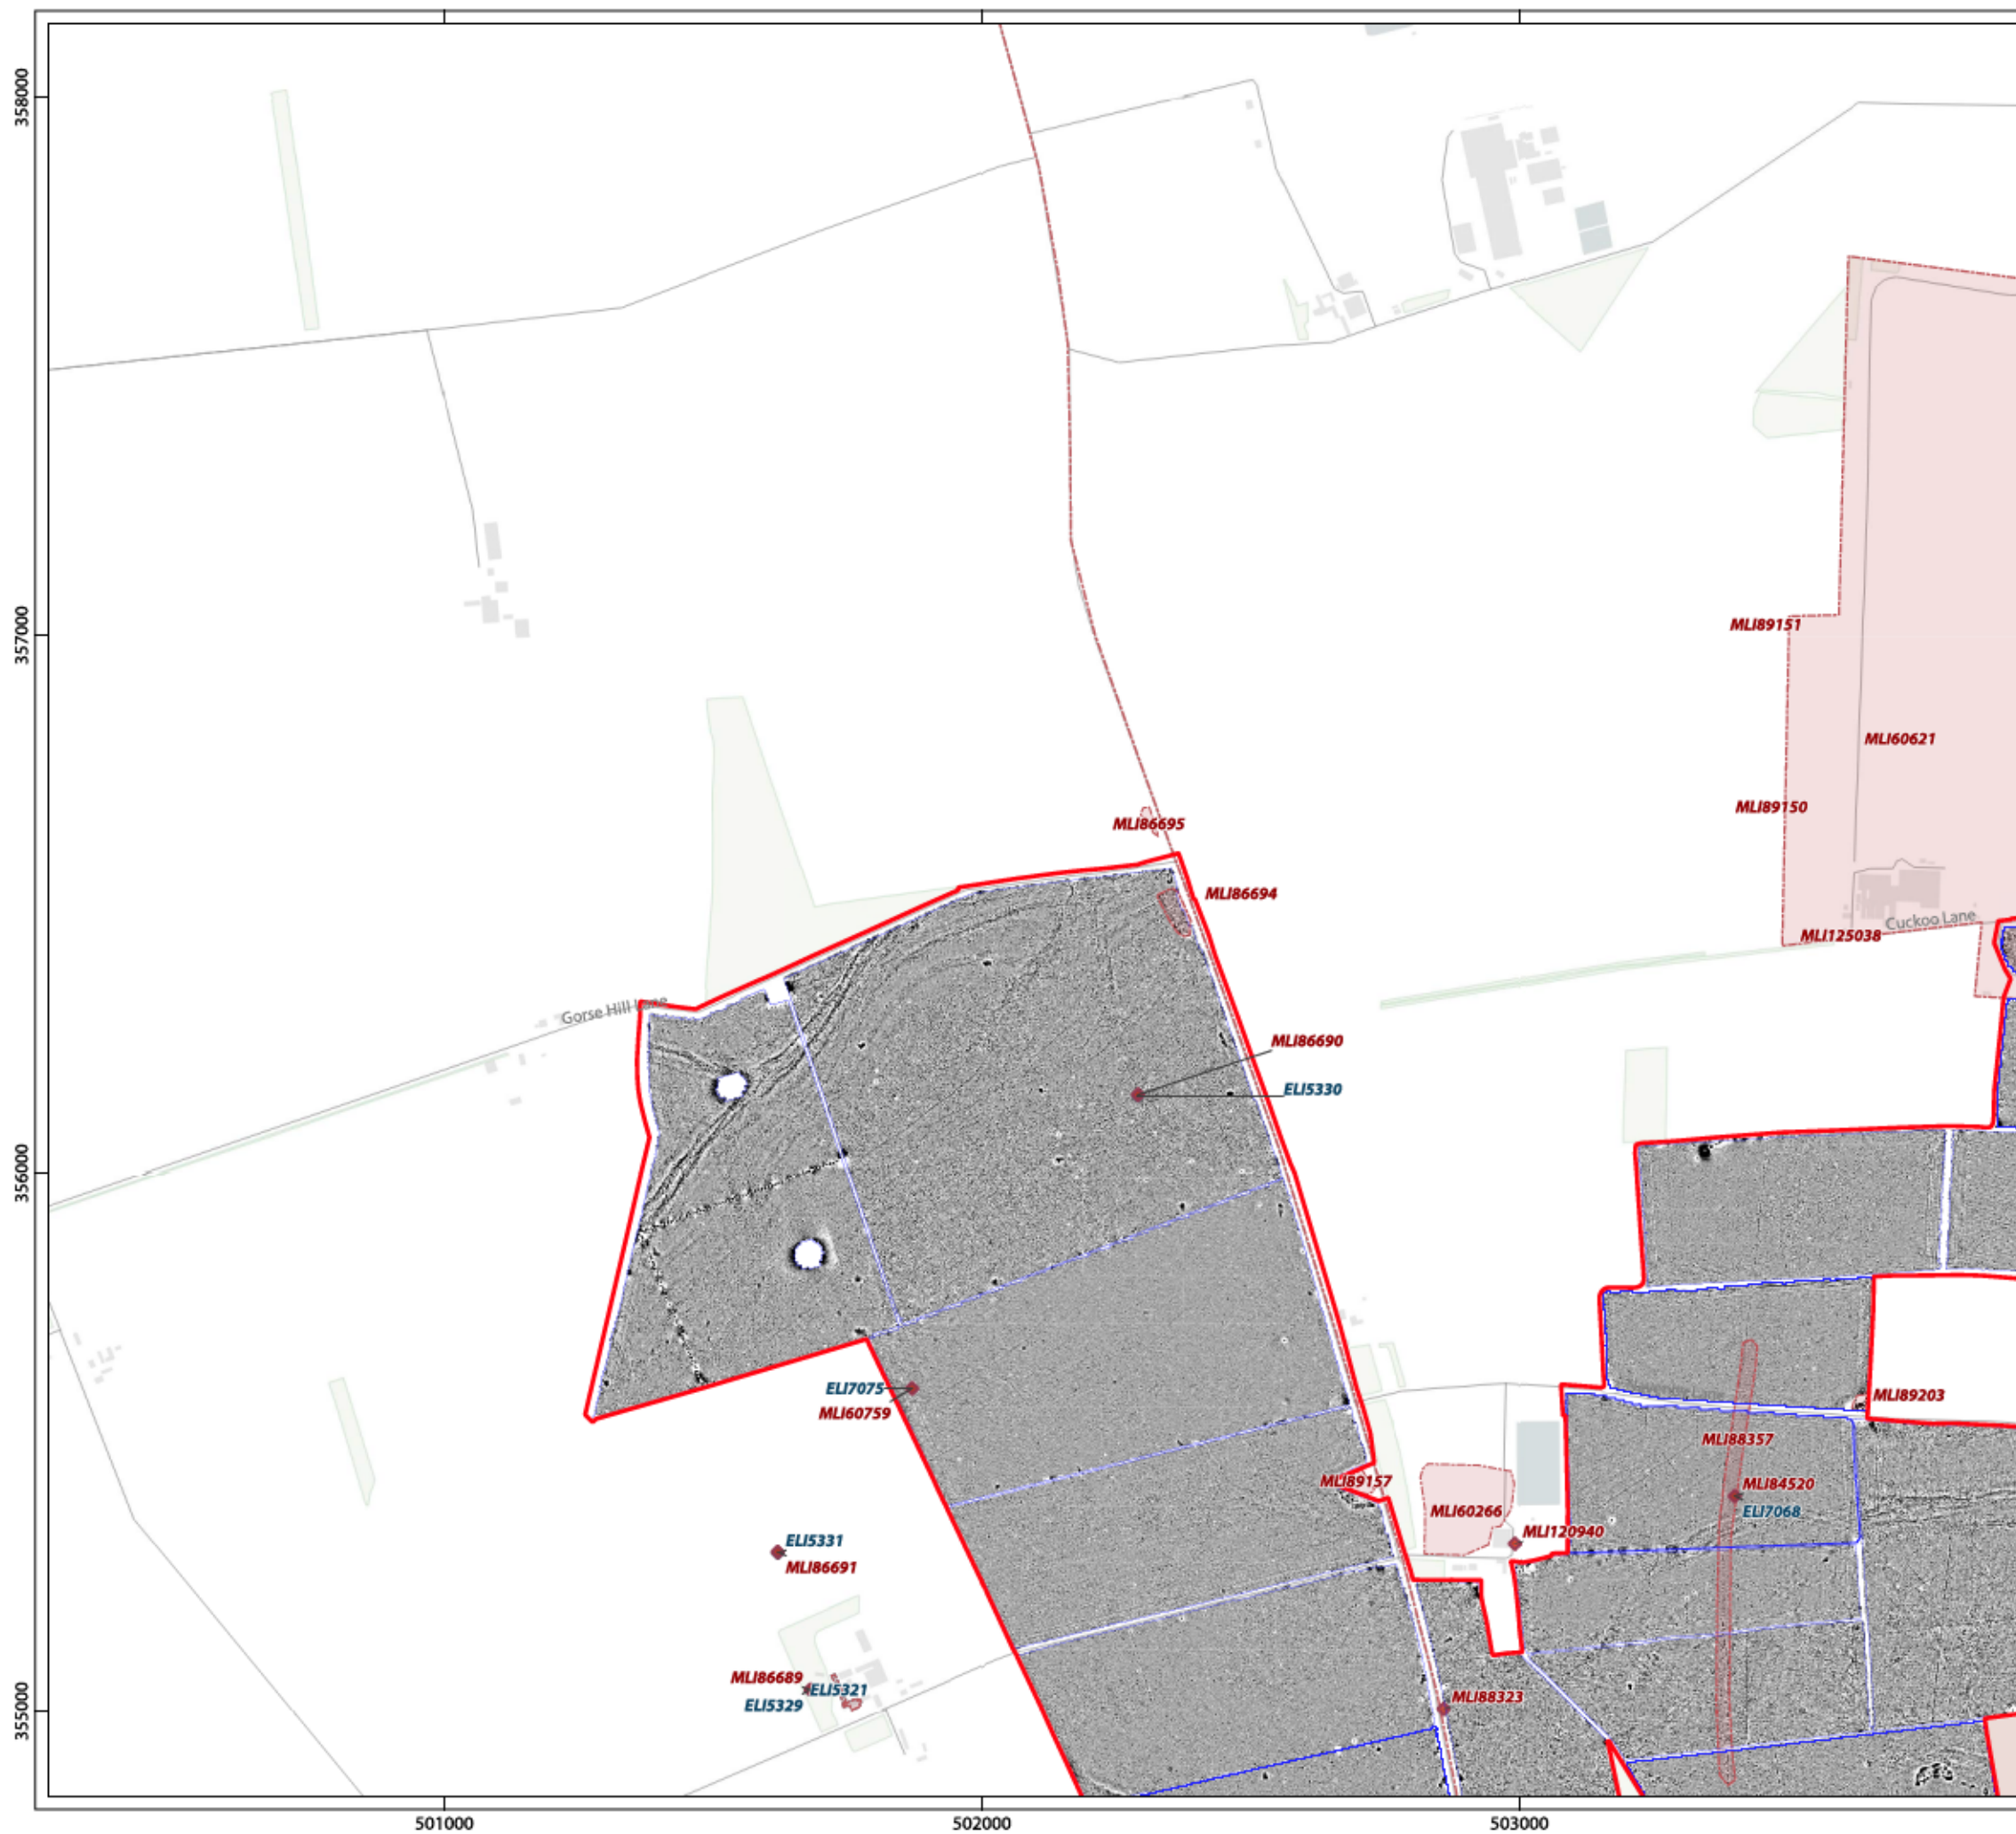 358000
357000
MLI89151
MLI60621
MLI89150
MLI86695
MLI86694
Cuckoo Lane
MLI125038
Gorse Hill Lane
MLI86690
ELI5330
356000
ELI7075
MLI60759
MLI89203
MLI88357
MLI89157
MLI84520
MLI60266
ELI7068
MLI120940
ELI5331
MLI86691
MLI86689
ELI5321
ELI5329
MLI88323
355000
501000
502000
503000